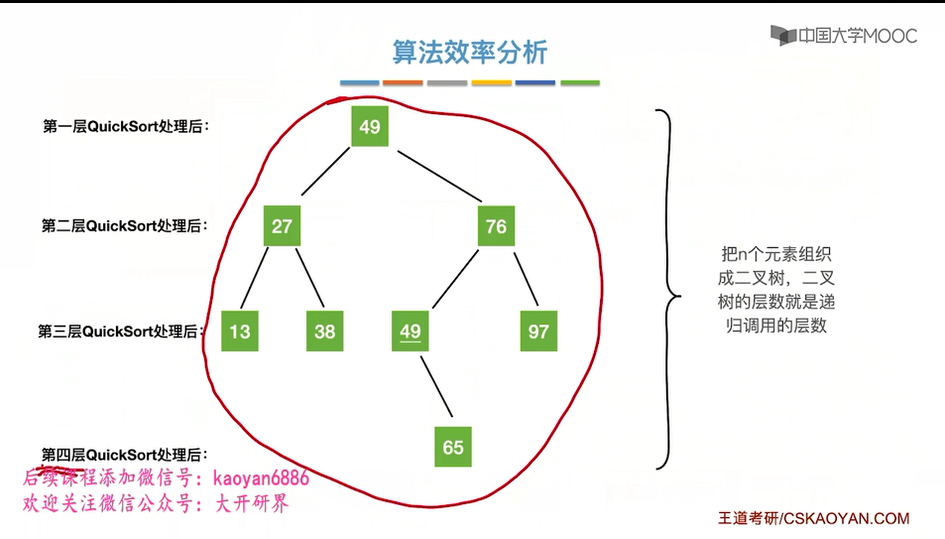 中国大学MOOC
算法效率分析
第一层QuickSort处理后：
49
第二层QuickSort处理后：
27
76
把n个元素组织
成二叉树，二叉
树的层数就是递
归调用的层数
第三层QuickSort处理后：
13
38
49
97
第四层QuickSort处理后：
65
后续课程添加微信号：kaoyan6886
欢迎关注微信公众号：大开研界
王道考研/CSKAOYAN.COM